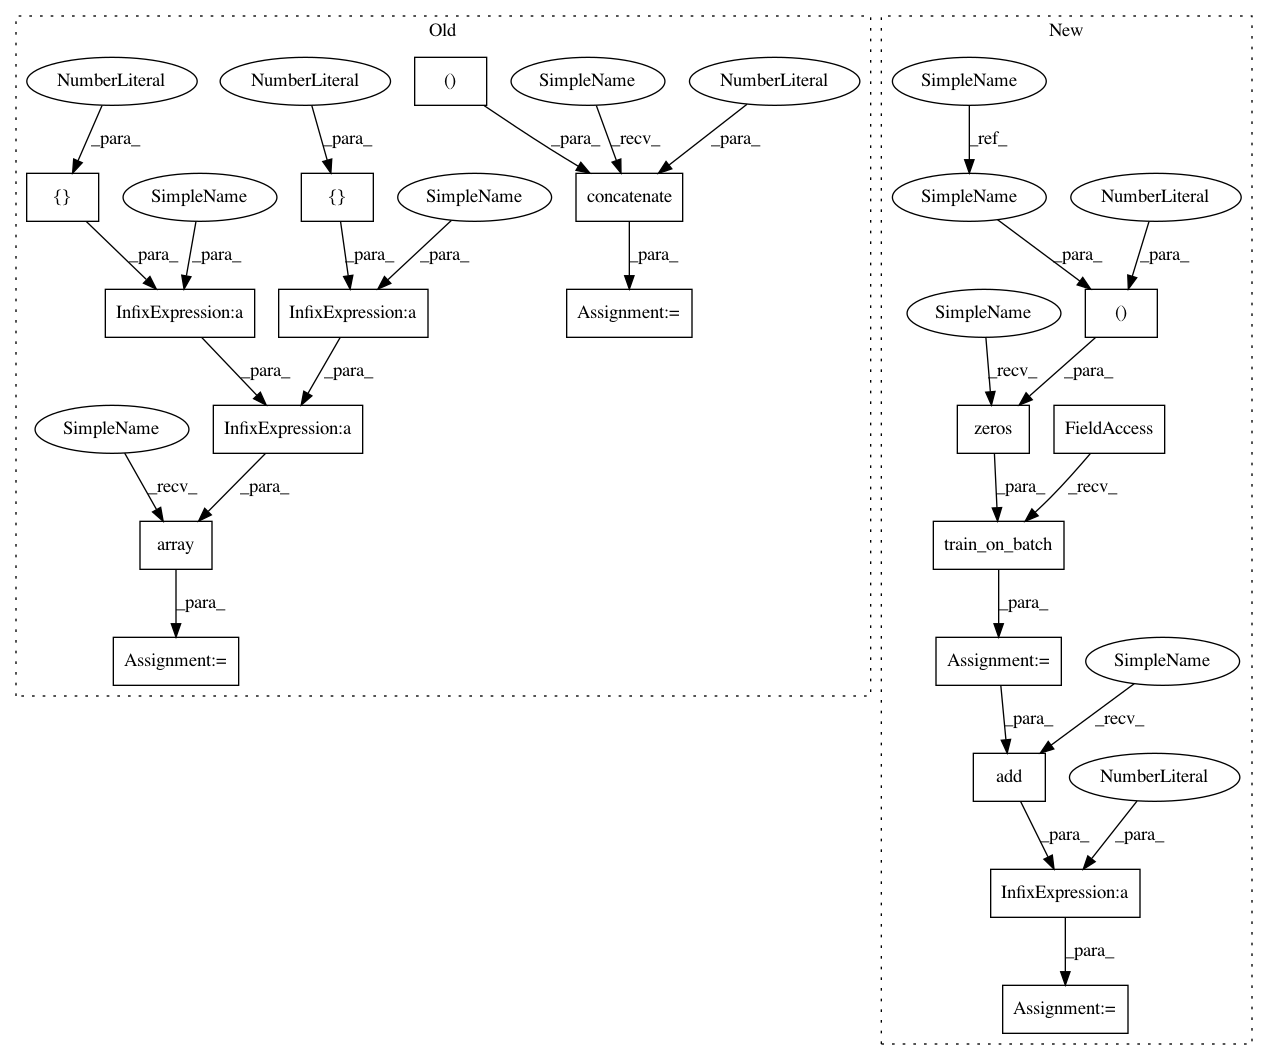 Old
New
NumberLiteral
NumberLiteral
()
SimpleName
NumberLiteral
SimpleName
_para_
_para_
_para_
_recv_
_para_
_ref_
{}
SimpleName
{}
SimpleName
concatenate
SimpleName
NumberLiteral
_para_
_para_
_para_
_para_
_para_
_para_
_para_
InfixExpression:a
InfixExpression:a
Assignment:=
SimpleName
()
_para_
_para_
_recv_
_para_
SimpleName
InfixExpression:a
zeros
FieldAccess
_recv_
_para_
_para_
_recv_
array
train_on_batch
_para_
_para_
Assignment:=
Assignment:=
SimpleName
_para_
_recv_
add
NumberLiteral
_para_
_para_
InfixExpression:a
_para_
Assignment:=